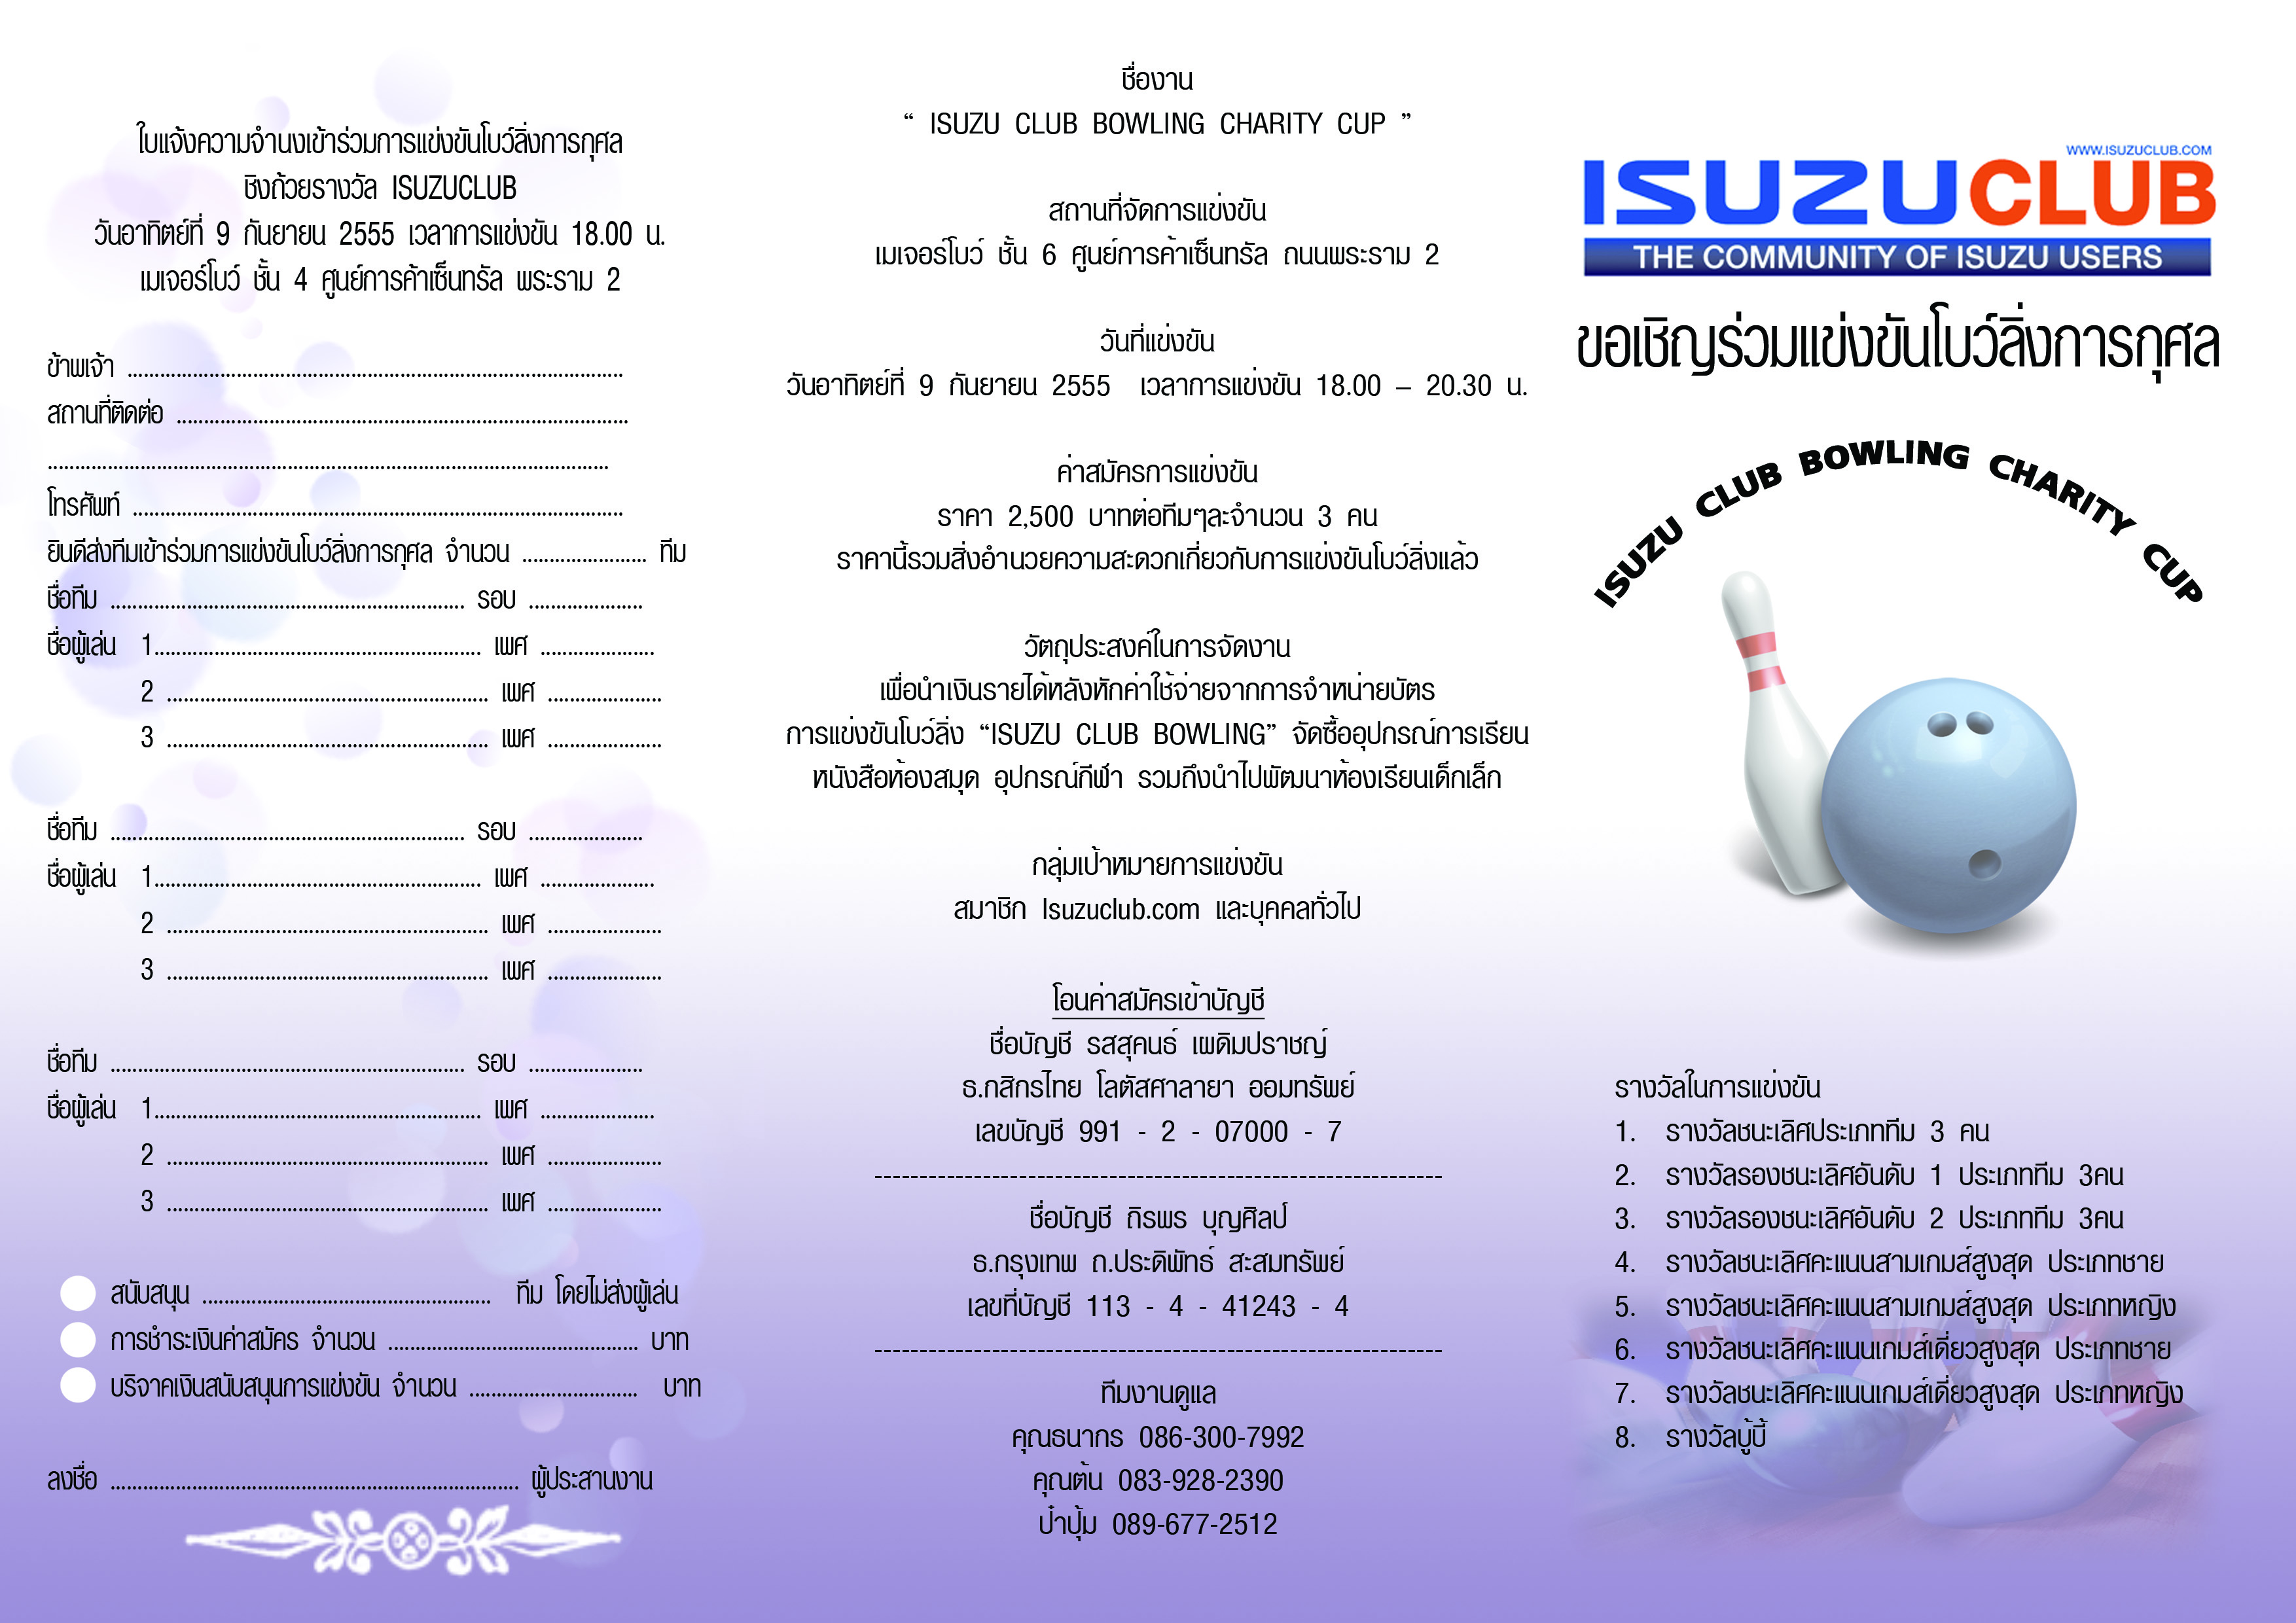 ใบแจ้งความจำนงเข้าร่วมการแข่งขันโบว์ลิ่งการกุศล
ชิงถ้วยรางวัล ISUZUCLUB
วันอาทิตย์ที่ 9 กันยายน 2555 เวลาการแข่งขัน 18.00 น.
เมเจอร์โบว์ ชั้น 4 ศูนย์การค้าเซ็นทรัล พระราม 2
ข้าพเจ้า ..........
สถานที่ติดต่อ ..........
..........
โทรศัพท์ ..........
ยินดีส่งทีมเข้าร่วมการแข่งขันโบว์ลิ่งการกุศล จำนวน .......... ทีม
ชื่อทีม .......... รอบ ..........
ชื่อผู้เล่น 1.......... เพศ ..........
2 .......... เพศ ..........
3 .......... เพศ ..........
ชื่อทีม .......... รอบ ..........
ชื่อผู้เล่น 1.......... เพศ ..........
2 .......... เพศ ..........
3 .......... เพศ ..........
ชื่อทีม .......... รอบ ..........
ชื่อผู้เล่น 1.......... เพศ ..........
2 .......... เพศ ..........
3 .......... เพศ ..........
สนับสนุน .......... ทีม โดยไม่ส่งผู้เล่น
การชำระเงินค่าสมัคร จำนวน .......... บาท
บริจาคเงินสนับสนุนการแข่งขัน จำนวน .......... บาท
ลงชื่อ .......... ผู้ประสานงาน
ชื่องาน
“ ISUZU CLUB BOWLING CHARITY CUP ”
สถานที่จัดการแข่งขัน
เมเจอร์โบว์ ชั้น 6 ศูนย์การค้าเซ็นทรัล ถนนพระราม 2
วันที่แข่งขัน
วันอาทิตย์ที่ 9 กันยายน 2555 เวลาการแข่งขัน 18.00 – 20.30 น.
ค่าสมัครการแข่งขัน
ราคา 2,500 บาทต่อทีมๆละจำนวน 3 คน
ราคานี้รวมสิ่งอำนวยความสะดวกเกี่ยวกับการแข่งขันโบว์ลิ่งแล้ว
วัตถุประสงค์ในการจัดงาน
เพื่อนำเงินรายได้หลังหักค่าใช้จ่ายจากการจำหน่ายบัตร
การแข่งขันโบว์ลิ่ง “ISUZU CLUB BOWLING” จัดซื้ออุปกรณ์การเรียน
หนังสือห้องสมุด อุปกรณ์กีฬา รวมถึงนำไปพัฒนาห้องเรียนเด็กเล็ก
กลุ่มเป้าหมายการแข่งขัน
สมาชิก Isuzuclub.com และบุคคลทั่วไป
โอนค่าสมัครเข้าบัญชี
ชื่อบัญชี รสสุคนธ์ เผดิมปราชญ์
ธ.กสิกรไทย โลตัสศาลายา ออมทรัพย์
เลขบัญชี 991 - 2 - 07000 - 7
ชื่อบัญชี ถิรพร บุญศิลป์
ธ.กรุงเทพ ถ.ประดิพัทธ์ สะสมทรัพย์
เลขที่บัญชี 113 - 4 - 41243 - 4
ทีมงานดูแล
คุณธนากร 086-300-7992
คุณต้น 083-928-2390
ป๋าปุ้ม 089-677-2512
WWW.ISUZUCLUB.COM
ISUZUCLUB
THE COMMUNITY OF ISUZU USERS
ขอเชิญร่วมแข่งขันโบว์ลิ่งการกุศล
ISUZU CLUB BOWLING CHARITY CUP
รางวัลในการแข่งขัน
1. รางวัลชนะเลิศประเภททีม 3 คน
2. รางวัลรองชนะเลิศอันดับ 1 ประเภททีม 3คน
3. รางวัลรองชนะเลิศอันดับ 2 ประเภททีม 3คน
4. รางวัลชนะเลิศคะแนนสามเกมส์สูงสุด ประเภทชาย
5. รางวัลชนะเลิศคะแนนสามเกมส์สูงสุด ประเภทหญิง
6. รางวัลชนะเลิศคะแนนเกมส์เดี่ยวสูงสุด ประเภทชาย
7. รางวัลชนะเลิศคะแนนเกมส์เดี่ยวสูงสุด ประเภทหญิง
8. รางวัลบู้บี้